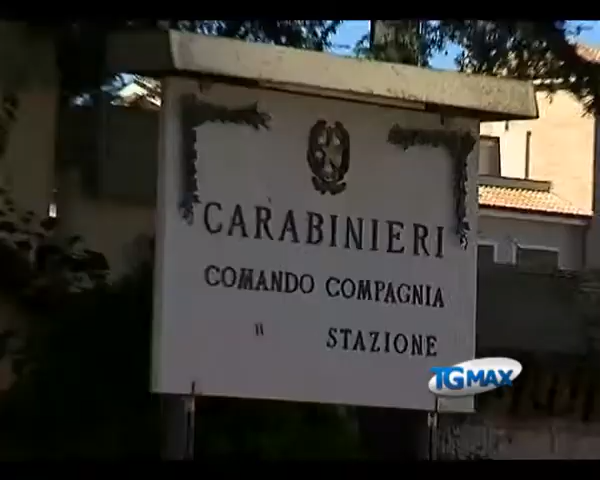 CARABINIERI
COMANDO COMPAGNIA
" STAZIONE
TGMAX